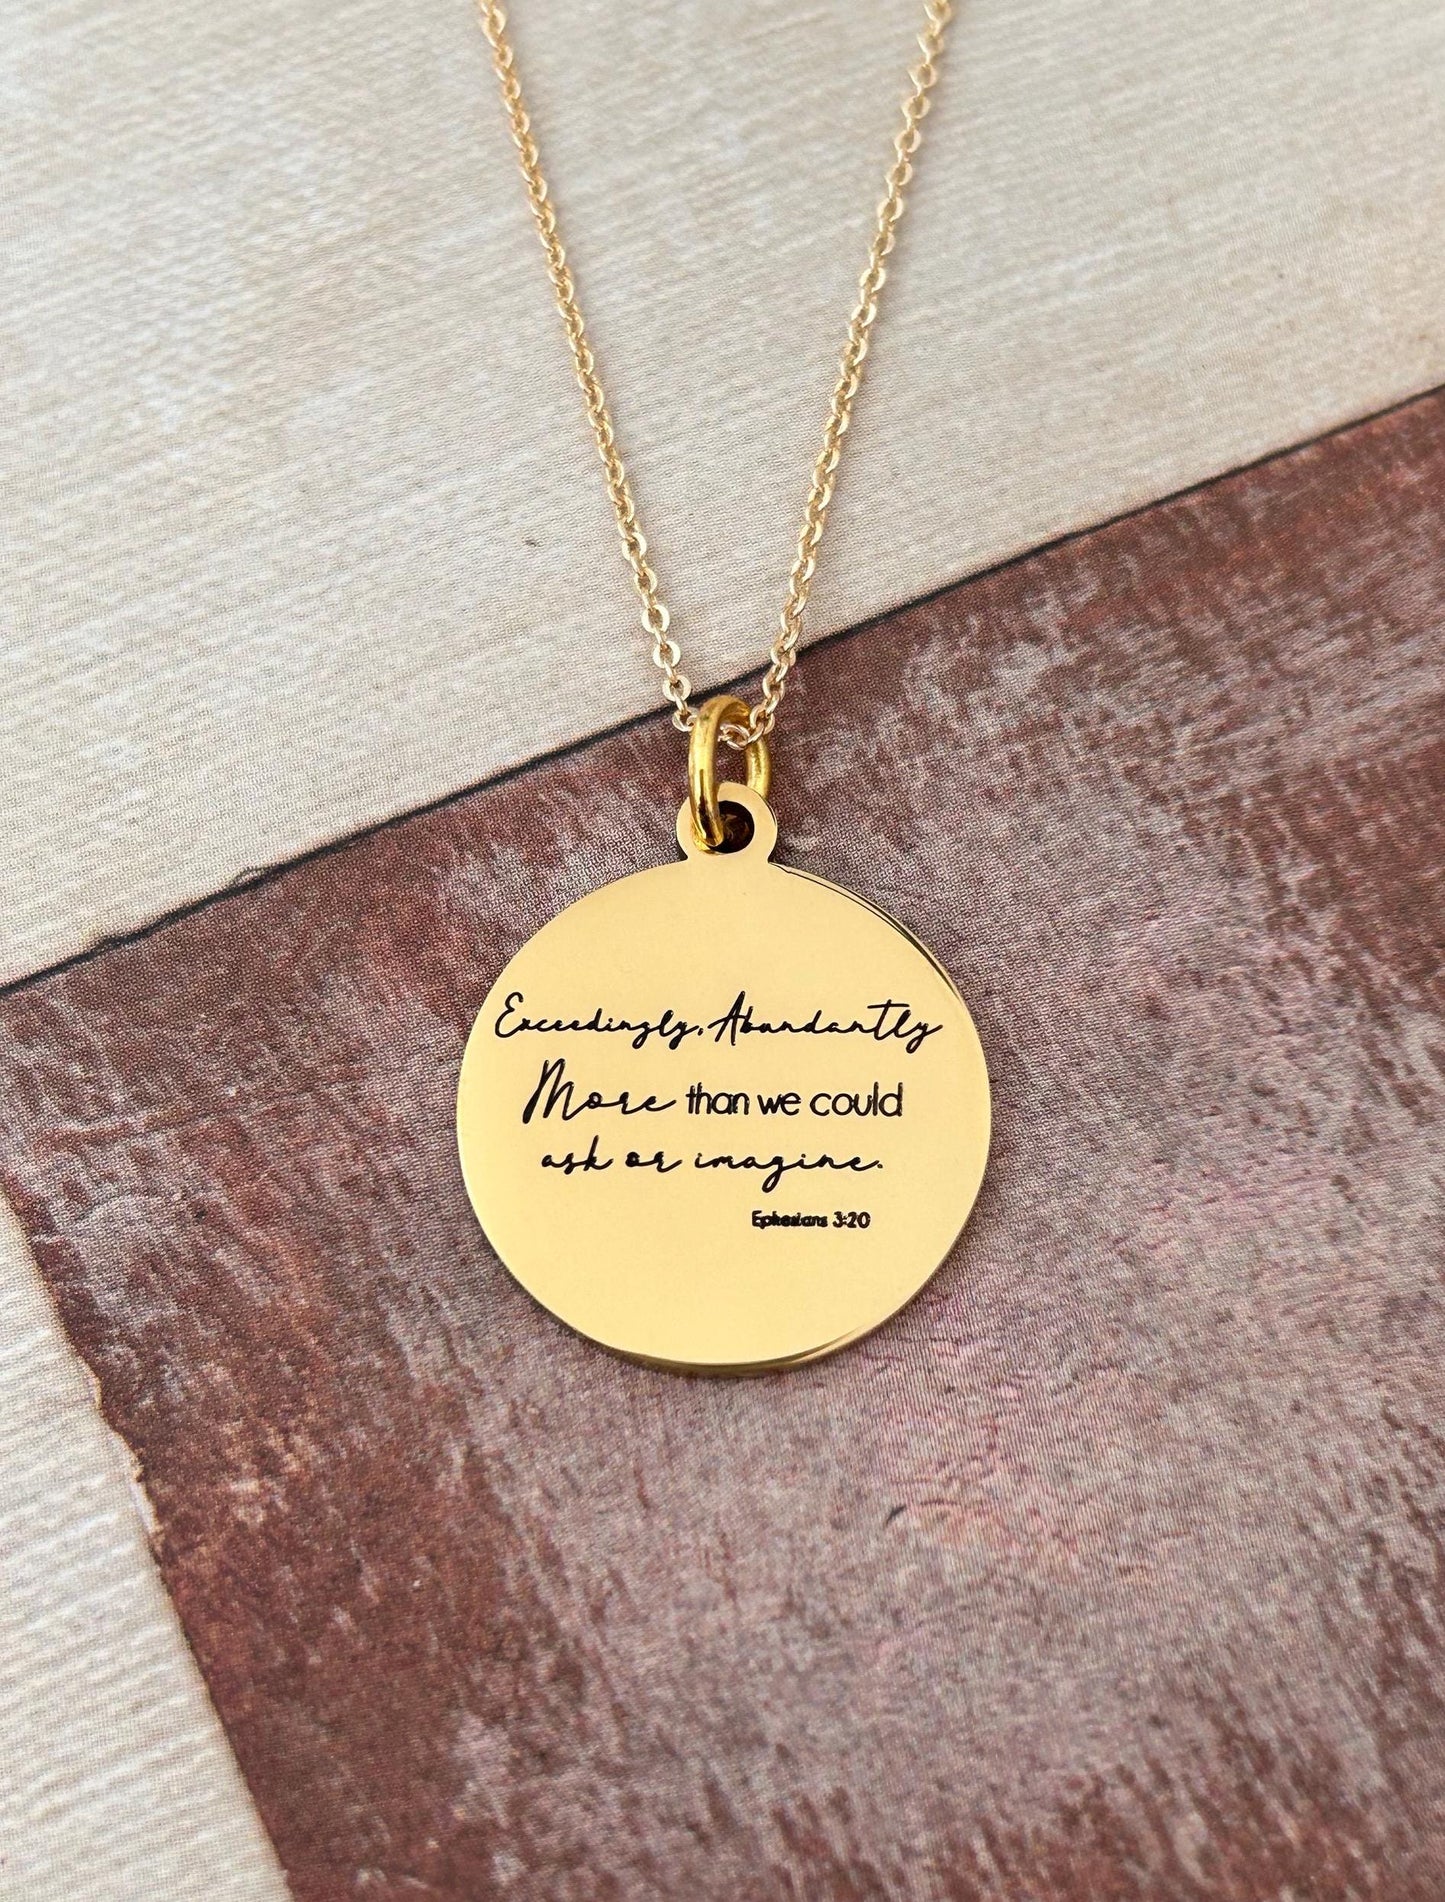 Exceedingly, Abundantly
More than we could
ask or imagine.
Ephesians 3:20